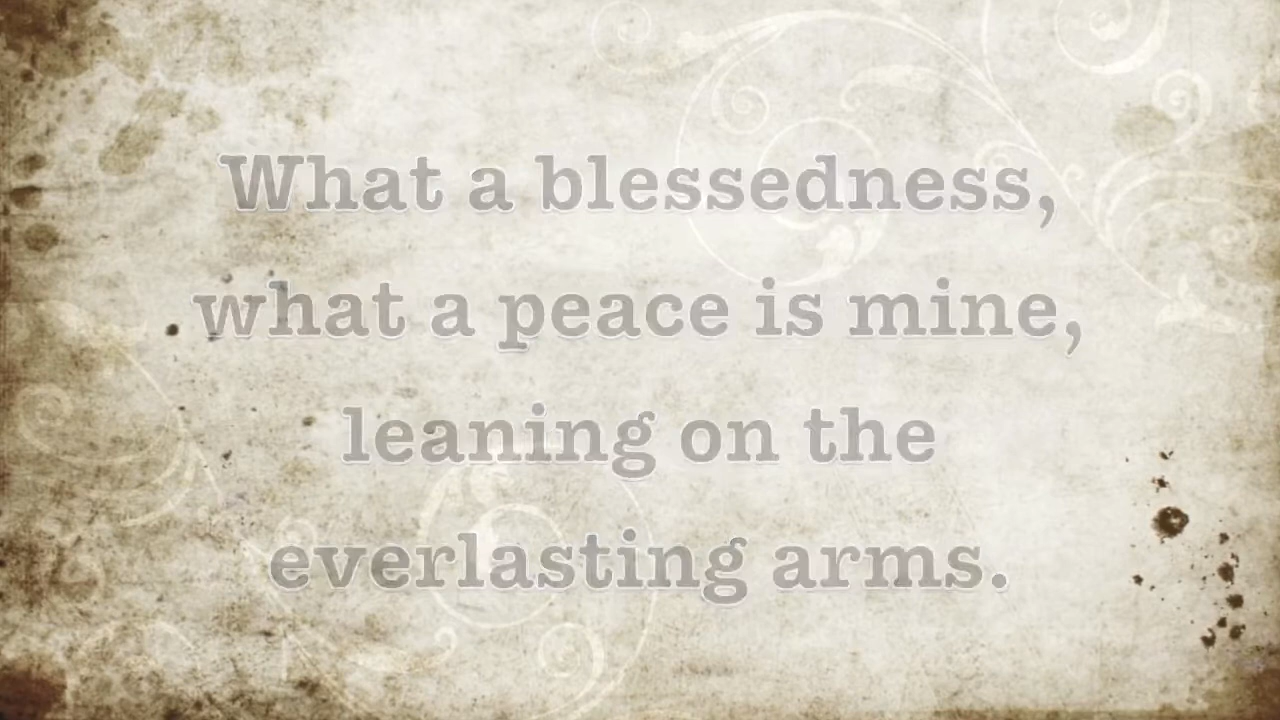 What a blessedness,
what a peace is mine,
leaning on the
everlasting arms.